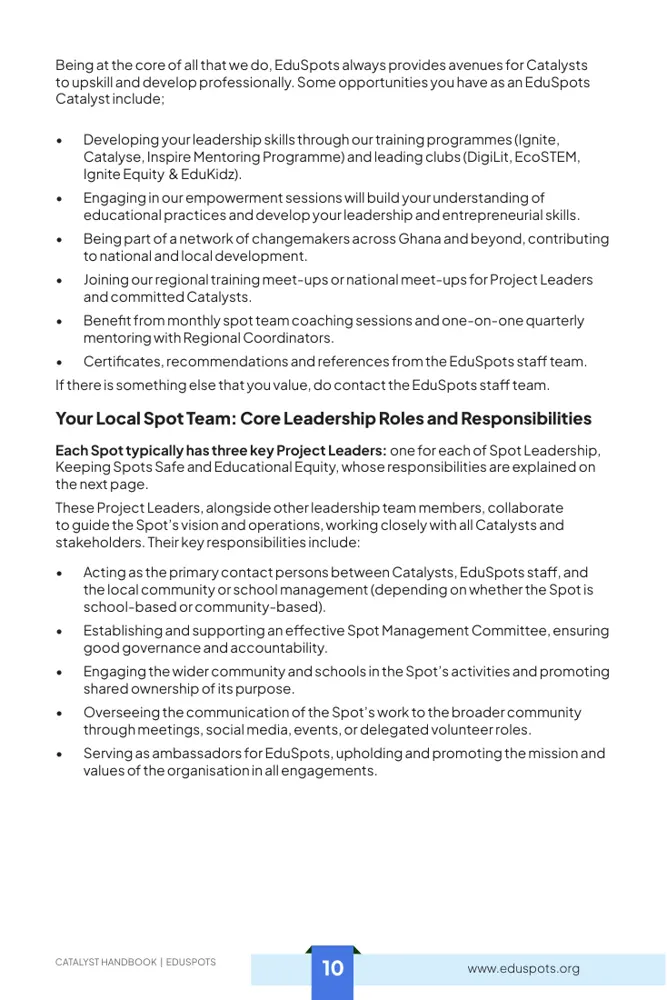 Being at the core of all that we do, EduSpots always provides avenues for Catalysts
to upskill and develop professionally. Some opportunities you have as an EduSpots
Catalyst include;
• Developing your leadership skills through our training programmes (Ignite,
Catalyse, Inspire Mentoring Programme) and leading clubs (DigiLit, EcoSTEM,
Ignite Equity & EduKidz).
• Engaging in our empowerment sessions will build your understanding of
educational practices and develop your leadership and entrepreneurial skills.
• Being part of a network of changemakers across Ghana and beyond, contributing
to national and local development.
• Joining our regional training meet-ups or national meet-ups for Project Leaders
and committed Catalysts.
• Benefit from monthly spot team coaching sessions and one-on-one quarterly
mentoring with Regional Coordinators.
• Certificates, recommendations and references from the EduSpots staff team.
If there is something else that you value, do contact the EduSpots staff team.
Your Local Spot Team: Core Leadership Roles and Responsibilities
Each Spot typically has three key Project Leaders: one for each of Spot Leadership,
Keeping Spots Safe and Educational Equity, whose responsibilities are explained on
the next page.
These Project Leaders, alongside other leadership team members, collaborate
to guide the Spot's vision and operations, working closely with all Catalysts and
stakeholders. Their key responsibilities include:
• Acting as the primary contact persons between Catalysts, EduSpots staff, and
the local community or school management (depending on whether the Spot is
school-based or community-based).
• Establishing and supporting an effective Spot Management Committee, ensuring
good governance and accountability.
• Engaging the wider community and schools in the Spot's activities and promoting
shared ownership of its purpose.
• Overseeing the communication of the Spot's work to the broader community
through meetings, social media, events, or delegated volunteer roles.
• Serving as ambassadors for EduSpots, upholding and promoting the mission and
values of the organisation in all engagements.
CATALYST HANDBOOK | EDUSPOTS
10
www.eduspots.org